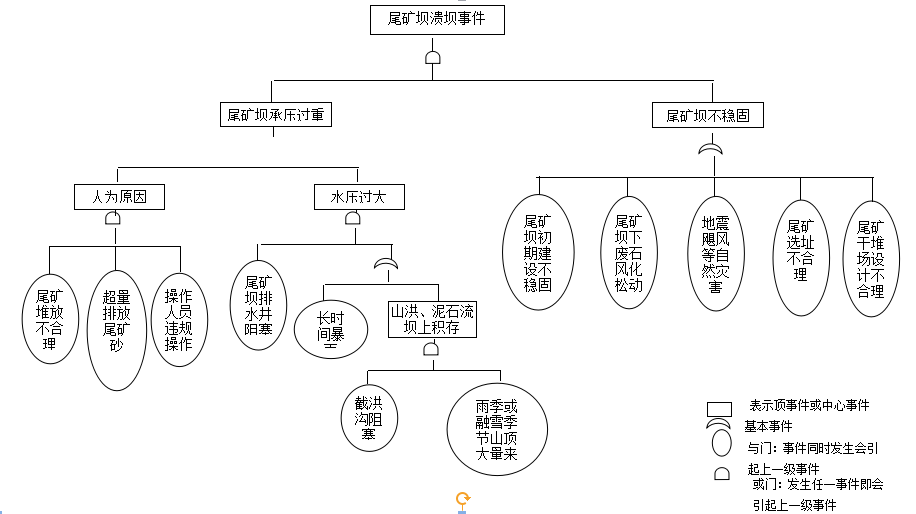 尾矿坝溃坝事件
尾矿坝承压过重
尾矿坝不稳固
人为原因
水压过大
尾矿
堆放
不合
理
超量
排放
尾矿
砂
操作
人员
违规
操作
尾矿
坝排
水井
阻塞
长时
间暴
山洪、泥石流
坝上积存
截洪
沟阻
塞
雨季或
融雪季
节山顶
大量来
尾矿
坝初
期建
设不
稳固
尾矿
坝下
废石
风化
松动
地震
飓风
等自
然灾
害
尾矿
选址
不合
理
尾矿
干堆
场设
计不
合理
表示顶事件或中心事件
基本事件
与门：事件同时发生会引
起上一级事件
或门：发生任一事件即会
引起上一级事件